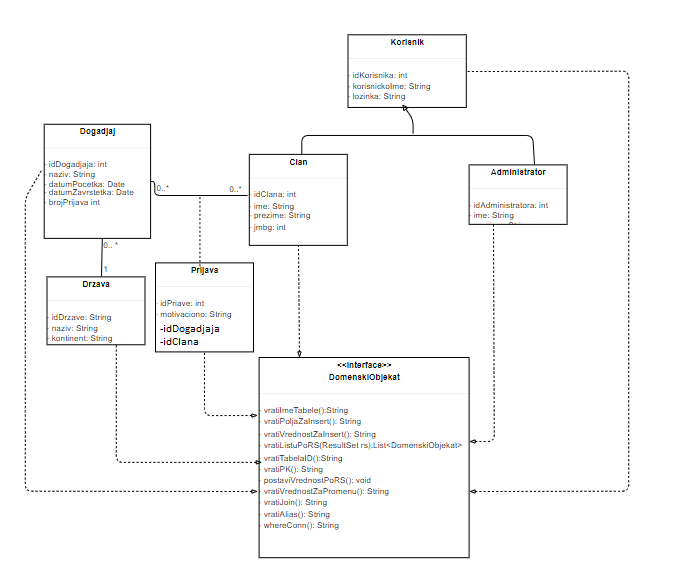 Korisnik
idKorisnika: int
korisnickoIme: String
lozinka: String
Dogadjaj
idDogadjaja: int
naziv: String
datumPocetka: Date
datumZavrstetka: Date
brojPrijava int
0..*
0..*
Clan
idClana: int
ime: String
prezime: String
jmbg: int
Administrator
idAdministratora: int
ime: String
0.. *
1
Drzava
idDrzave: String
naziv: String
kontinent: String
Prijava
idPriave: int
motivaciono: String
-idDogadjaja
-idClana
<<Interface>>
DomenskiObjekat
vratiImeTabele():String
vratiPoljaZaInsert(): String
vratiVrednostZaInsert(): String
vratiListuPoRS(ResultSet rs):List<DomenskiObjekat>
vratiTabelaID():String
vratiPK(): String
postaviVrednostPoRS(): void
vratiVrednostZaPromenu(): String
vratiJoin(): String
vratiAlias(): String
whereConn(): String